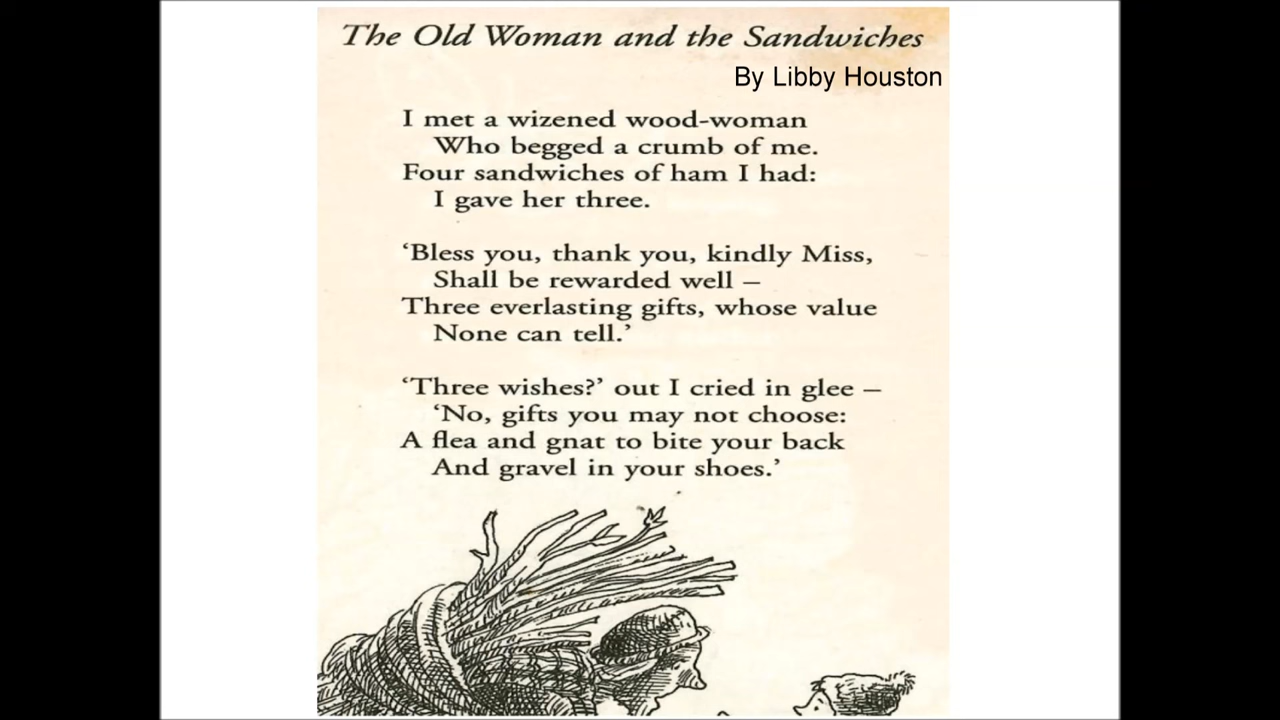 The Old Woman and the Sandwiches
By Libby Houston
I met a wizened wood-woman
Who begged a crumb of me.
Four sandwiches of ham I had:
I gave her three.
‘Bless you, thank you, kindly Miss,
Shall be rewarded well –
Three everlasting gifts, whose value
None can tell.’
‘Three wishes?’ out I cried in glee –
‘No, gifts you may not choose:
A flea and gnat to bite your back
And gravel in your shoes.’